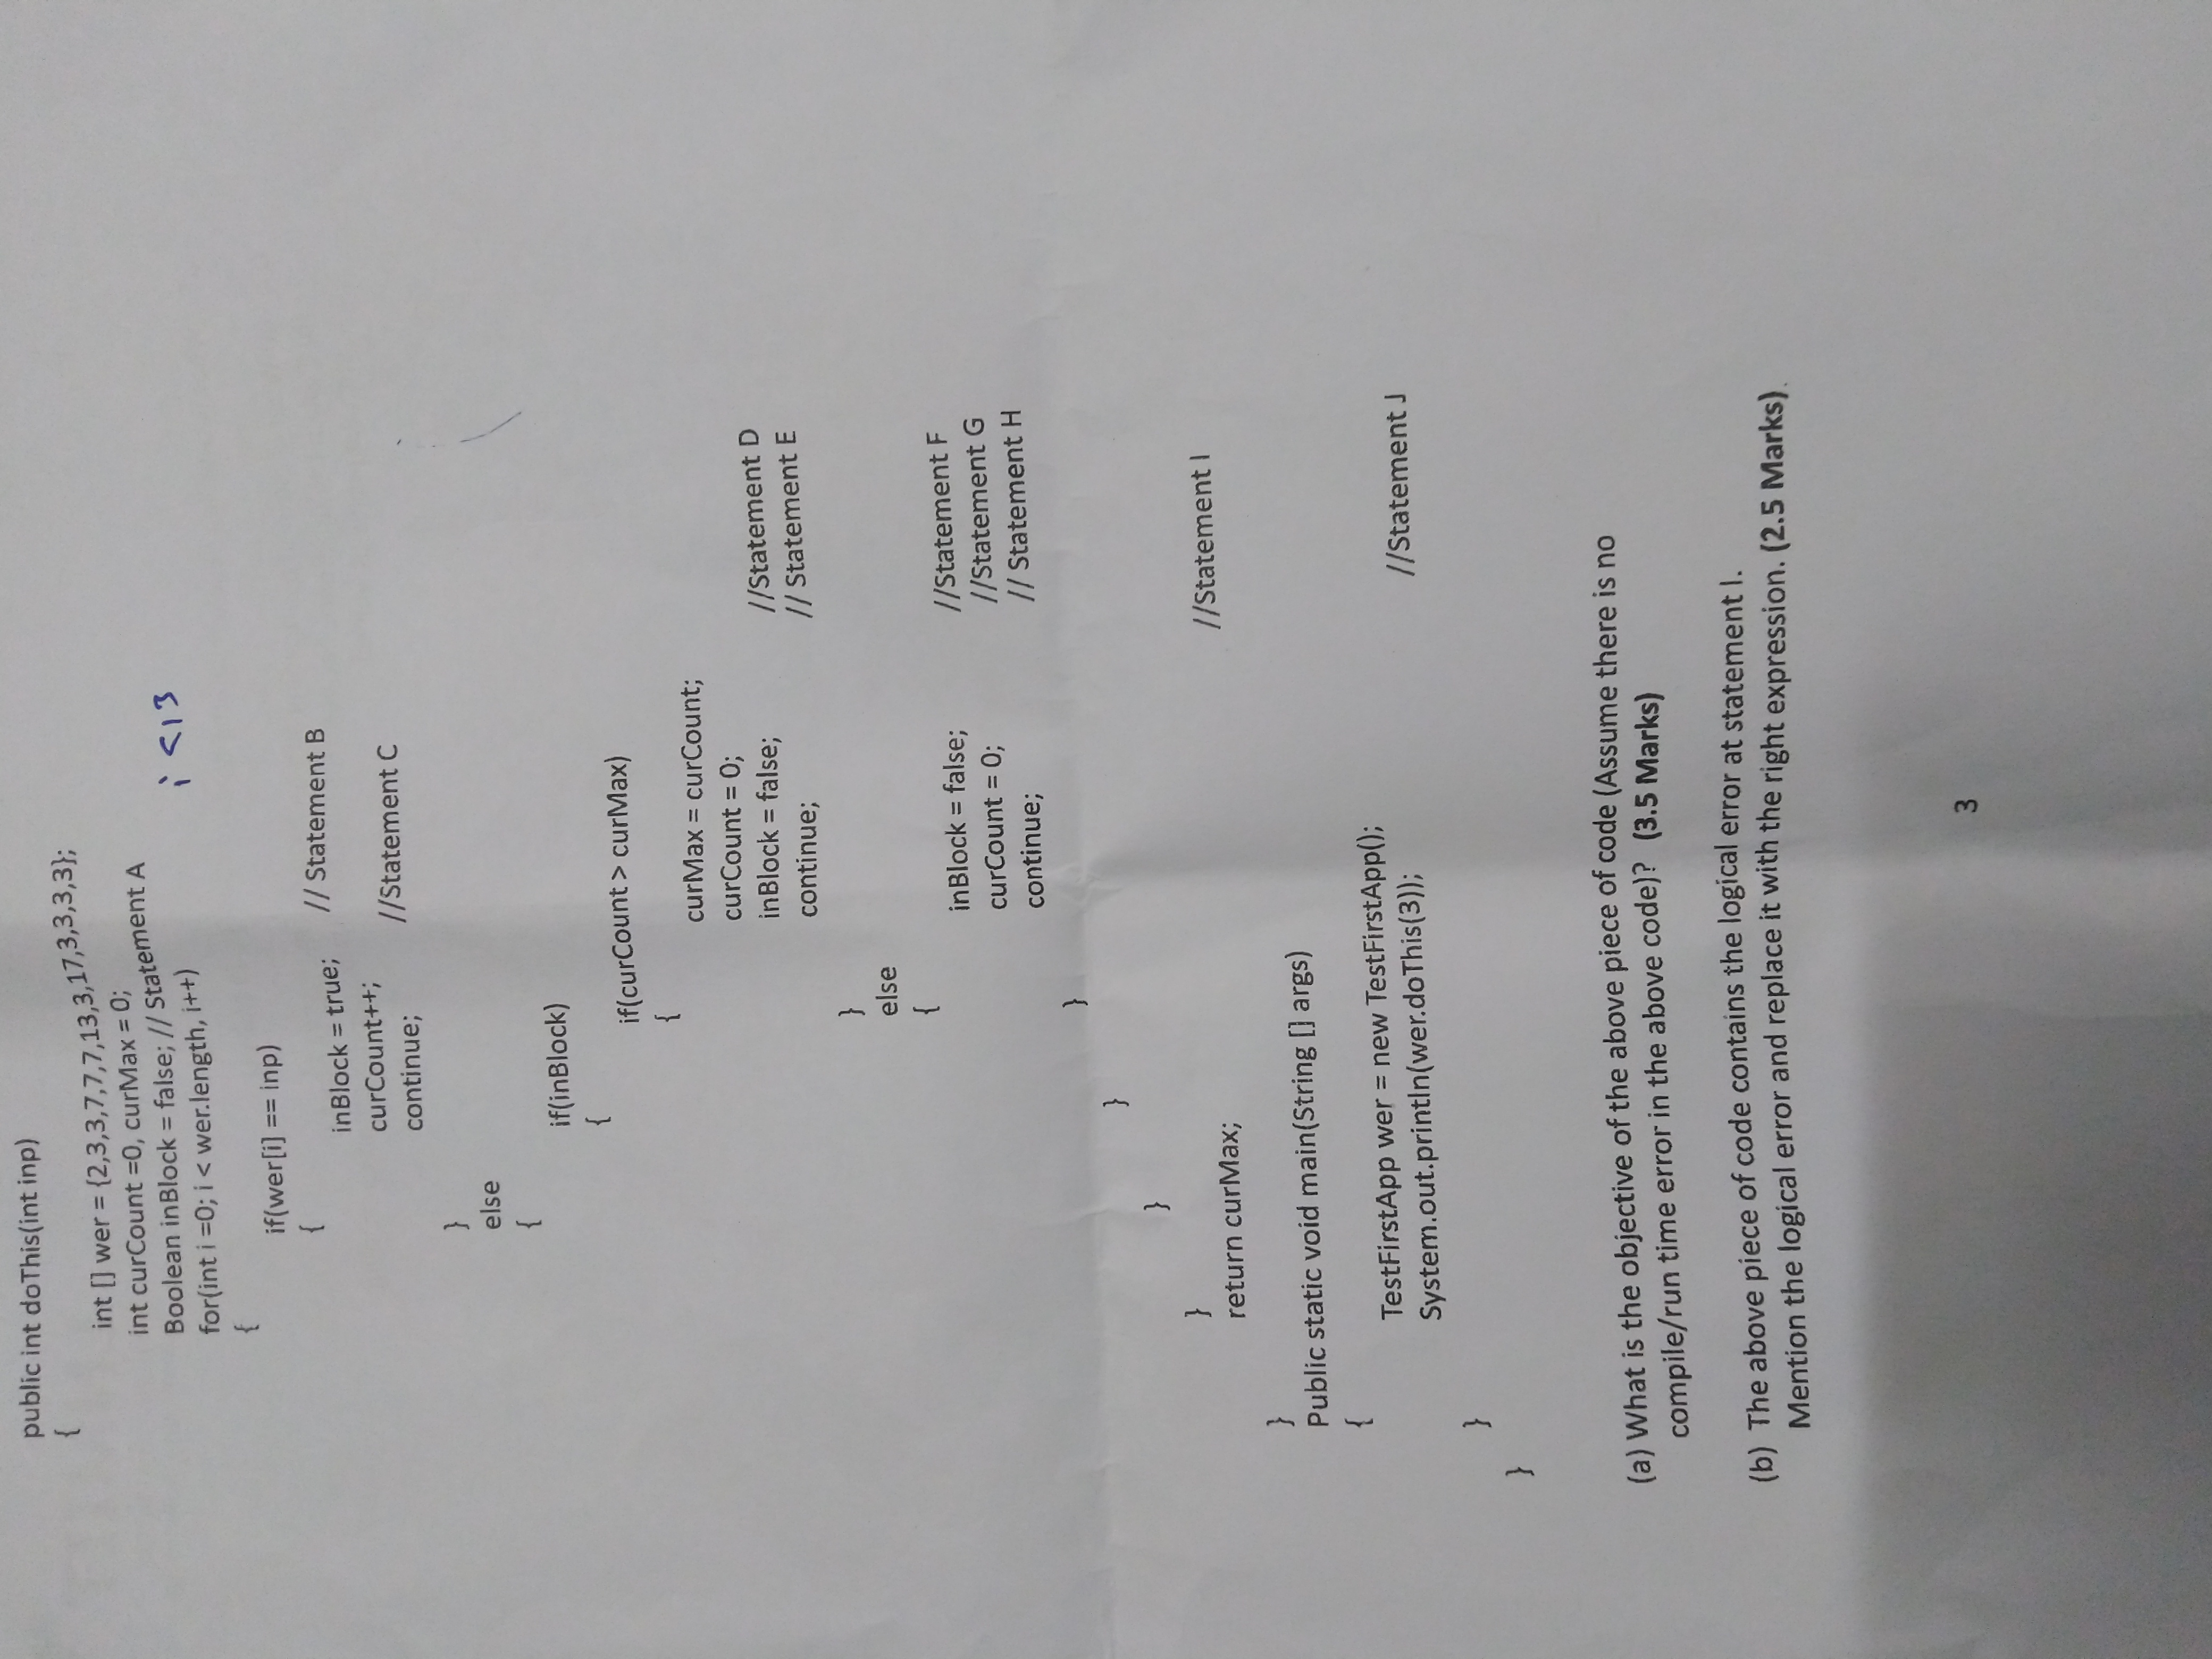 public int doThis(int inp)
{
int [] wer = {2,3,3,7,7,7,13,3,17,3,3,3,3};
int curCount =0, curMax = 0;
Boolean inBlock = false; // Statement A
i <13
for(int i =0; i < wer.length, i++)
{
if(wer[i] == inp)
{
inBlock = true; // Statement B
curCount++;
continue; //Statement C
}
else
{
if(inBlock)
{
if(curCount > curMax)
{
curMax = curCount;
curCount = 0;
inBlock = false; //Statement D
continue; // Statement E
}
else
{
inBlock = false; //Statement F
curCount = 0; //Statement G
continue; // Statement H
}
}
}
}
return curMax; //Statement I
}
Public static void main(String [] args)
{
TestFirstApp wer = new TestFirstApp();
System.out.println(wer.doThis(3)); //Statement J
}
}
(a) What is the objective of the above piece of code (Assume there is no
compile/run time error in the above code)? (3.5 Marks)
(b) The above piece of code contains the logical error at statement I.
Mention the logical error and replace it with the right expression. (2.5 Marks).
3